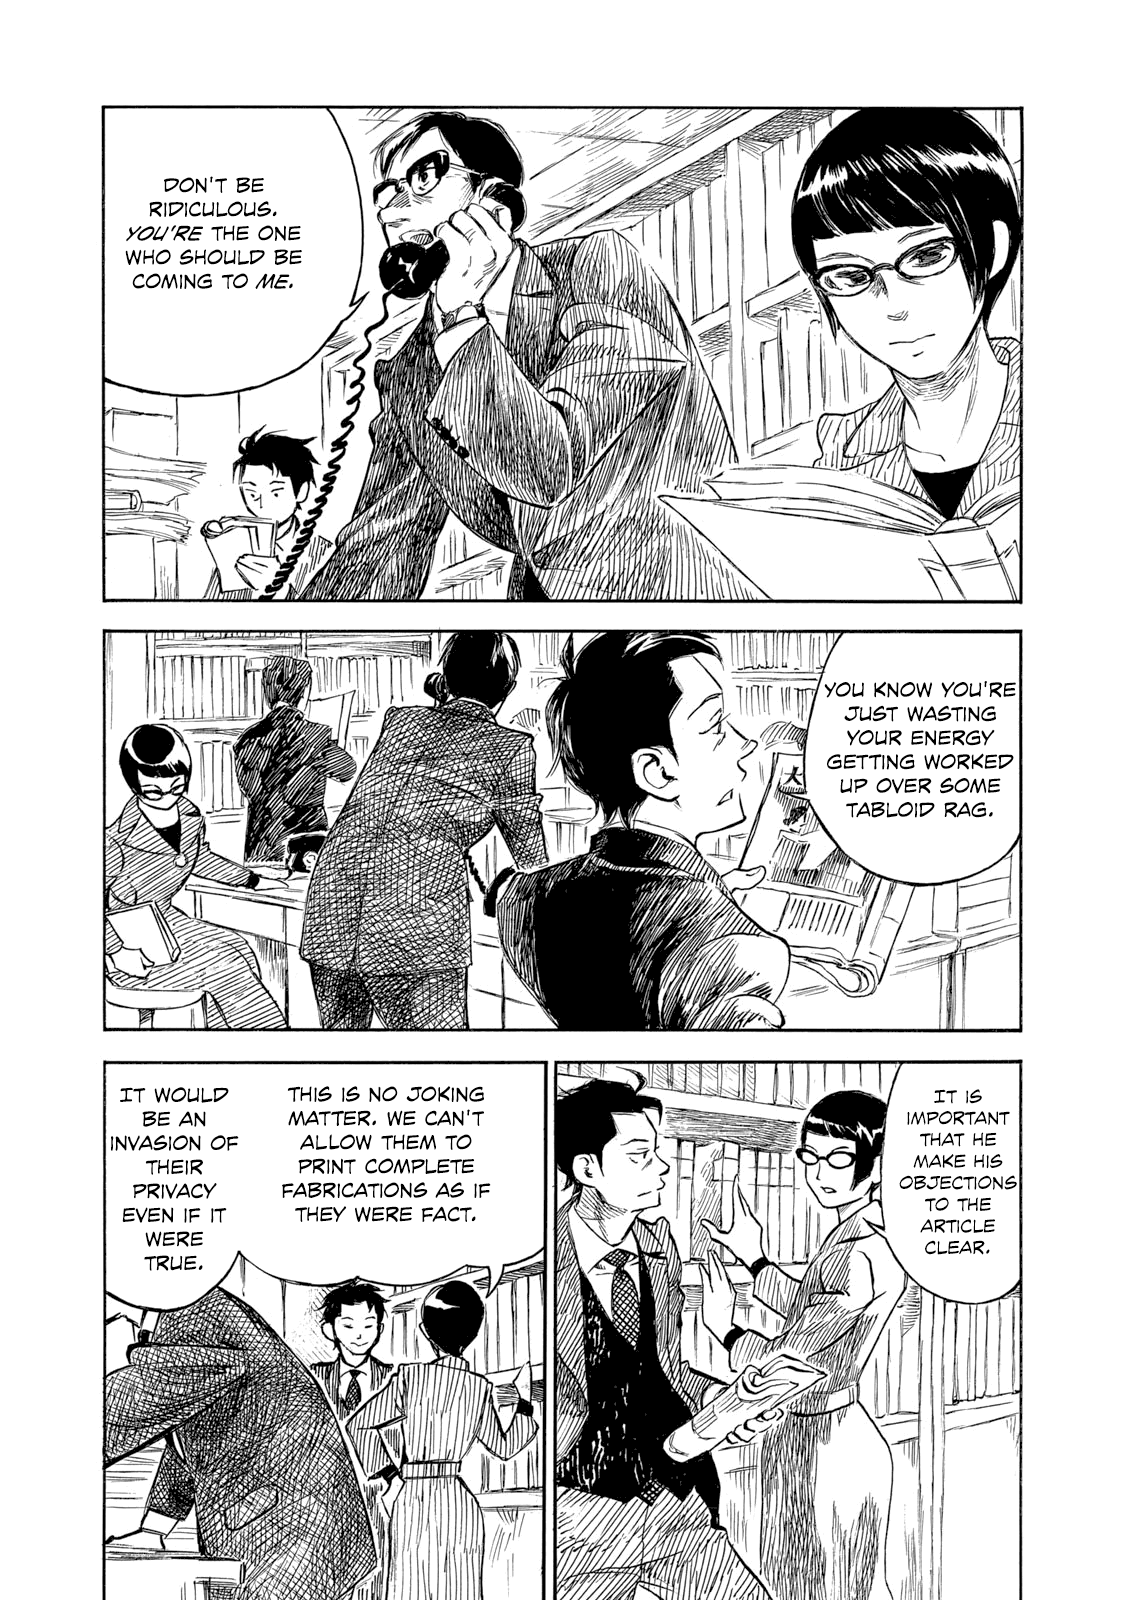 DON'T BE
RIDICULOUS.
YOU'RE THE ONE
WHO SHOULD BE
COMING TO ME.
YOU KNOW YOU'RE
JUST WASTING
YOUR ENERGY
GETTING WORKED
UP OVER SOME
TABLOID RAG.
大
IT WOULD
BE AN
INVASION OF
THEIR
PRIVACY
EVEN IF IT
WERE
TRUE.
THIS IS NO JOKING
MATTER. WE CAN'T
ALLOW THEM TO
PRINT COMPLETE
FABRICATIONS AS IF
THEY WERE FACT.
IT IS
IMPORTANT
THAT HE
MAKE HIS
OBJECTIONS
TO THE
ARTICLE
CLEAR.